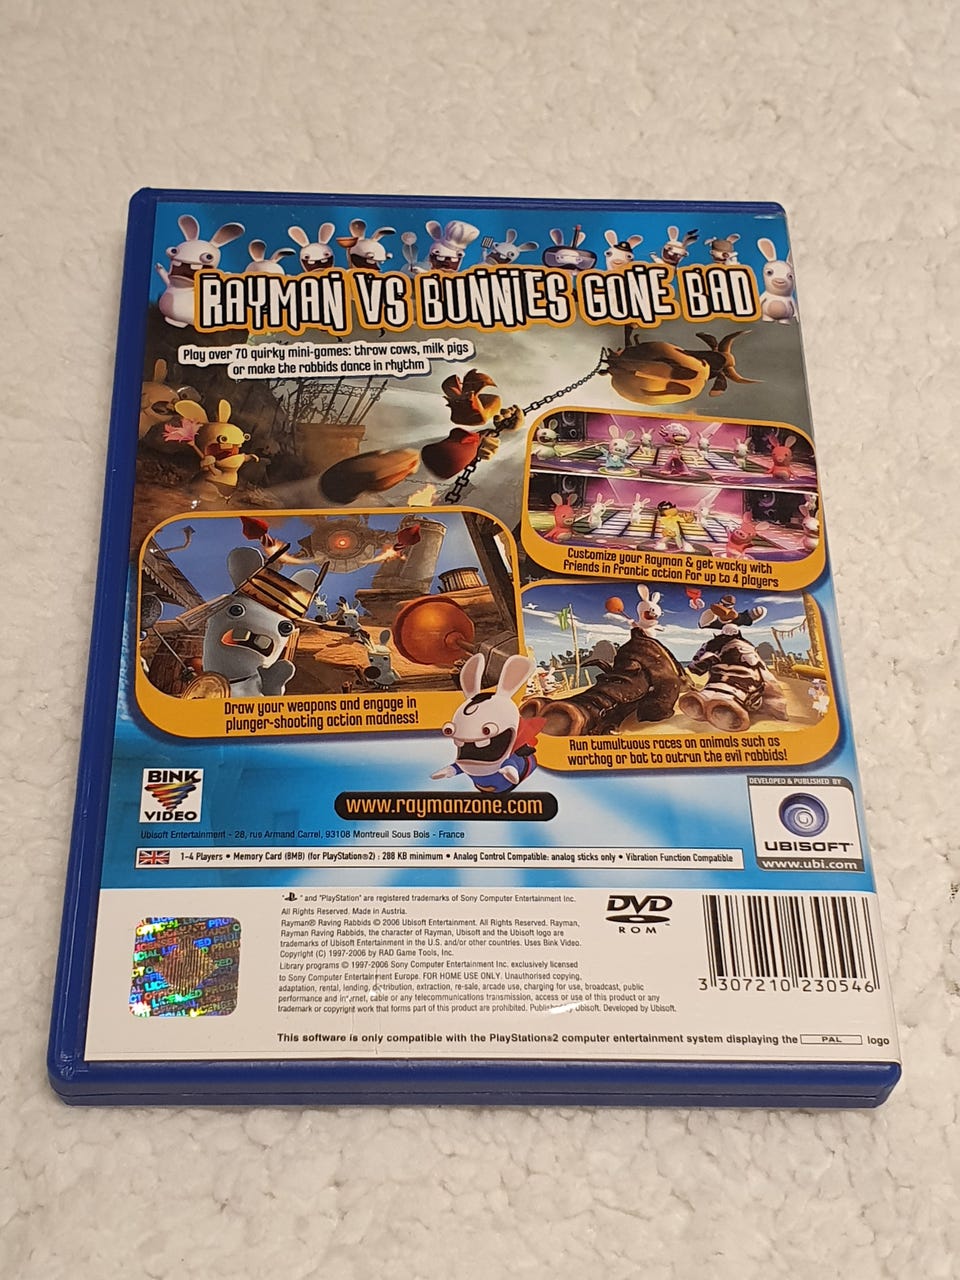 RAYMAN VS BUNNIES GONE BAD
Play over 70 quirky mini-games: throw cows, milk pigs
or make the rabbids dance in rhythm
Customize your Rayman & get wacky with
friends in frantic action for up to 4 players
Draw your weapons and engage in
plunger-shooting action madness!
Run tumultuous races on animals such as
warthog or bat to outrun the evil rabbids!
BINK
VIDEO
www.raymanzone.com
DEVELOPED & PUBLISHED BY
UBISOFT
www.ubi.com
Ubisoft Entertainment - 28, rue Armand Carrel, 93108 Montreuil Sous Bois - France
1-4 Players • Memory Card (8MB) (for PlayStation®2) : 288 KB minimum • Analog Control Compatible: analog sticks only • Vibration Function Compatible
" " and "PlayStation" are registered trademarks of Sony Computer Entertainment Inc.
All Rights Reserved. Made in Austria.
Rayman® Raving Rabbids © 2006 Ubisoft Entertainment. All Rights Reserved. Rayman,
Rayman Raving Rabbids, the character of Rayman, Ubisoft and the Ubisoft logo are
trademarks of Ubisoft Entertainment in the U.S. and/or other countries. Uses Bink Video.
Copyright (C) 1997-2006 by RAD Game Tools, Inc.
Library programs © 1997-2006 Sony Computer Entertainment Inc. exclusively licensed
to Sony Computer Entertainment Europe. FOR HOME USE ONLY. Unauthorised copying,
adaptation, rental, lending, distribution, extraction, re-sale, arcade use, charging for use, broadcast, public
performance and internet, cable or any telecommunications transmission, access or use of this product or any
trademark or copyright work that forms part of this product are prohibited. Published by Ubisoft. Developed by Ubisoft.
DVD
ROM
3 307210 230546
This software is only compatible with the PlayStation®2 computer entertainment system displaying the PAL logo